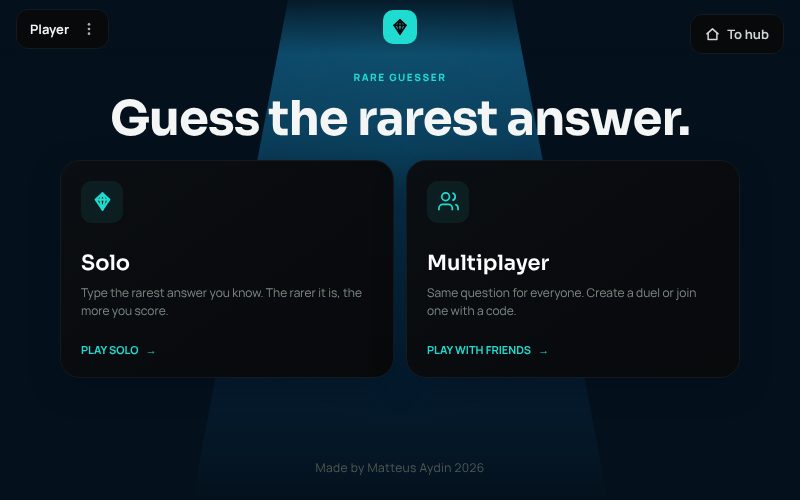 Player
To hub
RARE GUESSER
Guess the rarest answer.
Solo
Type the rarest answer you know. The rarer it is, the
more you score.
PLAY SOLO →
Multiplayer
Same question for everyone. Create a duel or join
one with a code.
PLAY WITH FRIENDS →
Made by Matteus Aydin 2026